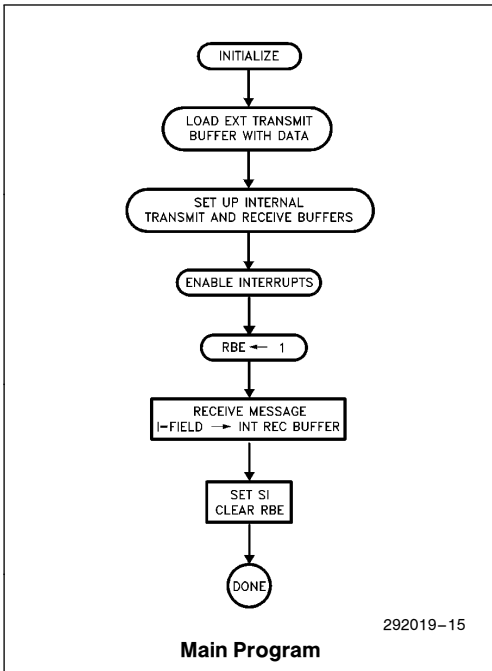 INITIALIZE
LOAD EXT TRANSMIT
BUFFER WITH DATA
SET UP INTERNAL
TRANSMIT AND RECEIVE BUFFERS
ENABLE INTERRUPTS
RBE ← 1
RECEIVE MESSAGE
I-FIELD → INT REC BUFFER
SET SI
CLEAR RBE
DONE
292019–15
Main Program